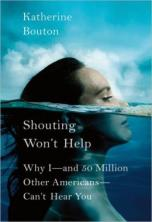 Katherine
Bouton
Shouting
Won't Help
Why I—and 50 Million
Other Americans—
Can't Hear You